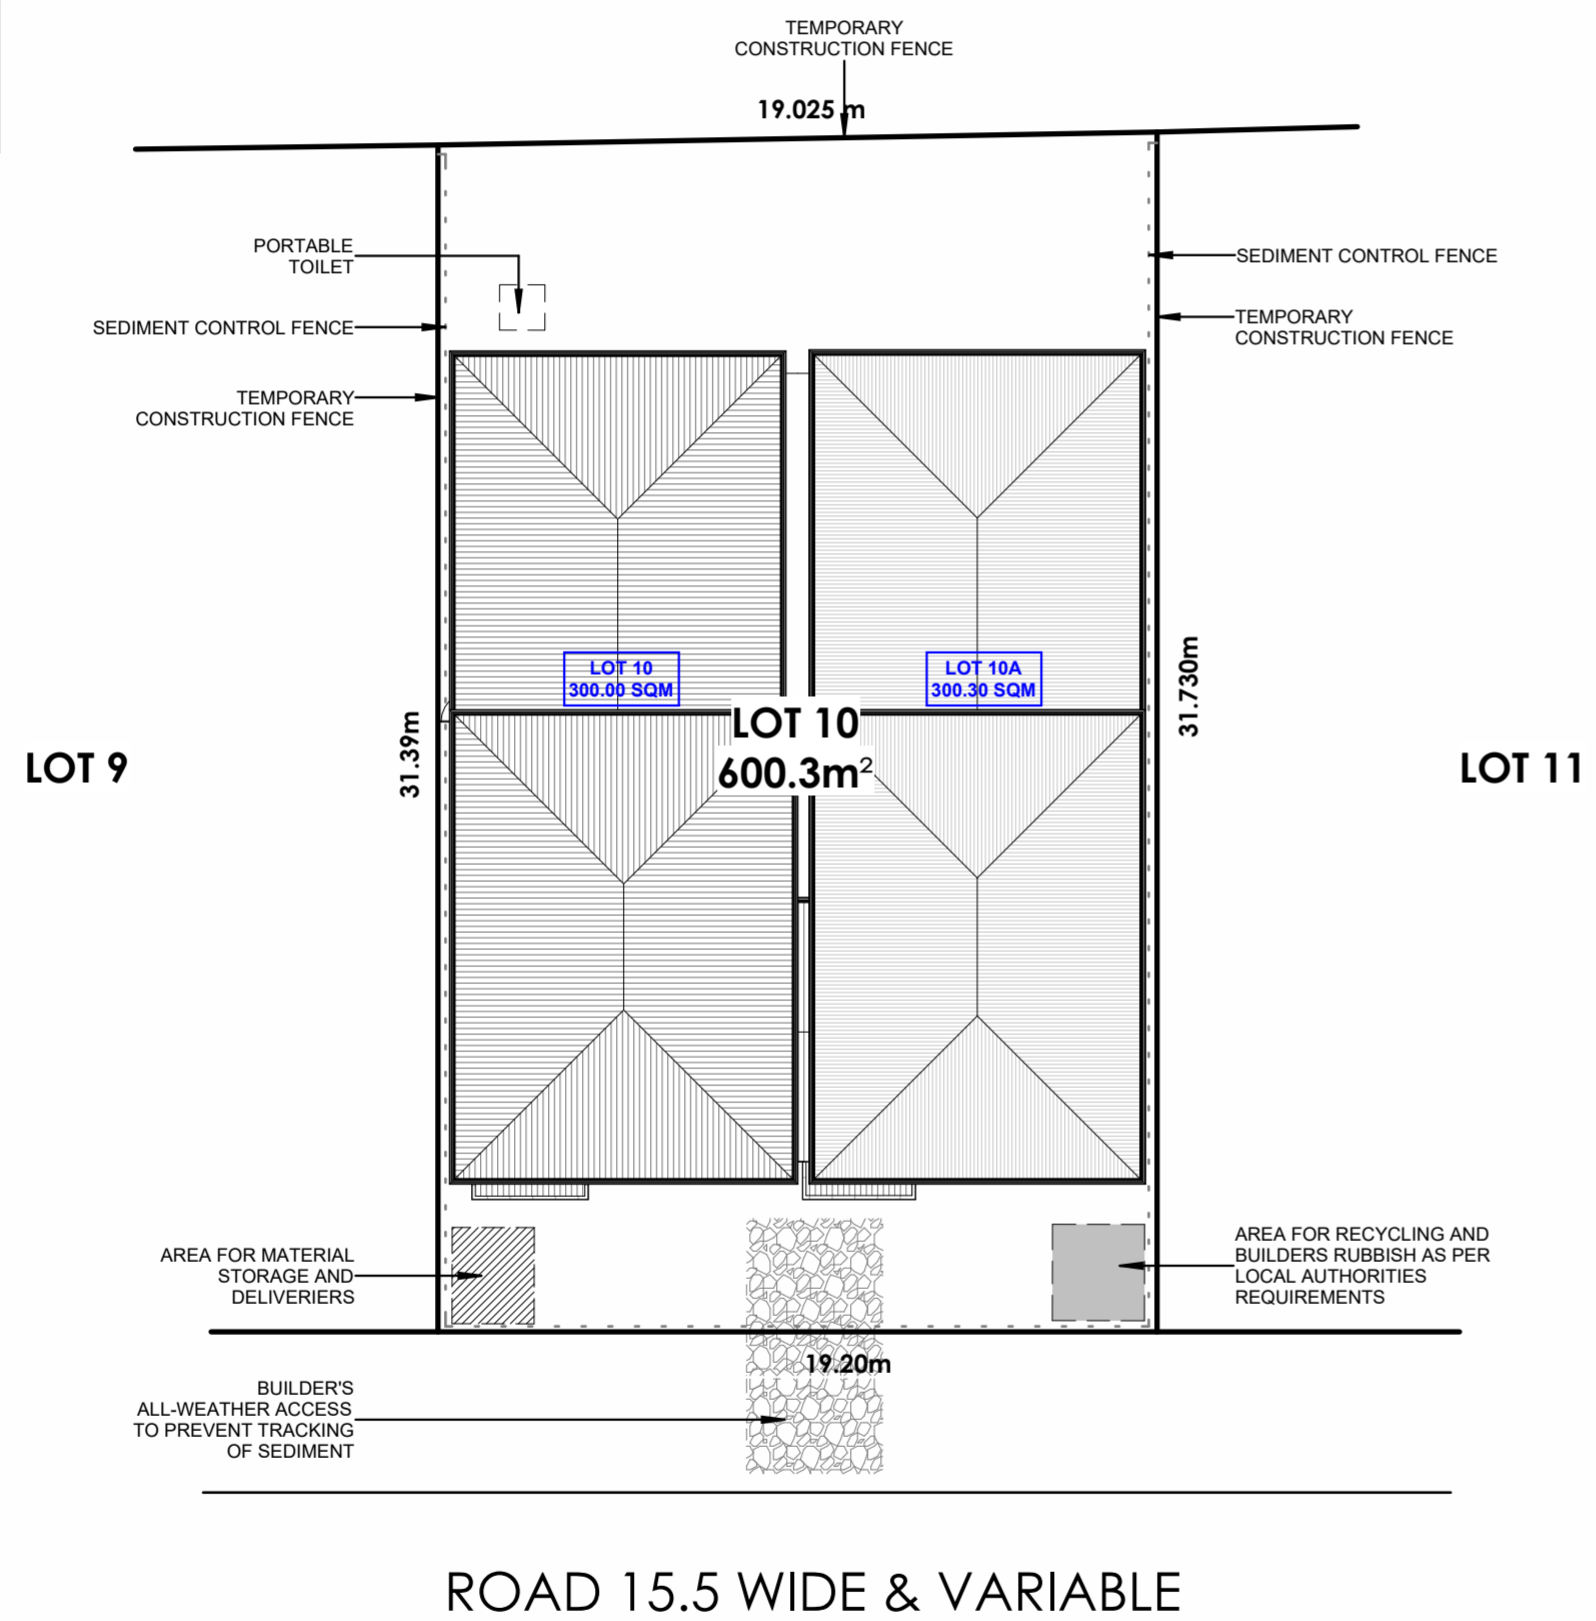 TEMPORARY
CONSTRUCTION FENCE
19.025 m
PORTABLE
TOILET
SEDIMENT CONTROL FENCE
TEMPORARY
CONSTRUCTION FENCE
SEDIMENT CONTROL FENCE
TEMPORARY
CONSTRUCTION FENCE
LOT 10
300.00 SQM
LOT 10A
300.30 SQM
LOT 10
600.3m²
31.39m
31.730m
LOT 9
LOT 11
AREA FOR MATERIAL
STORAGE AND
DELIVERIERS
AREA FOR RECYCLING AND
BUILDERS RUBBISH AS PER
LOCAL AUTHORITIES
REQUIREMENTS
19.20m
BUILDER'S
ALL-WEATHER ACCESS
TO PREVENT TRACKING
OF SEDIMENT
ROAD 15.5 WIDE & VARIABLE